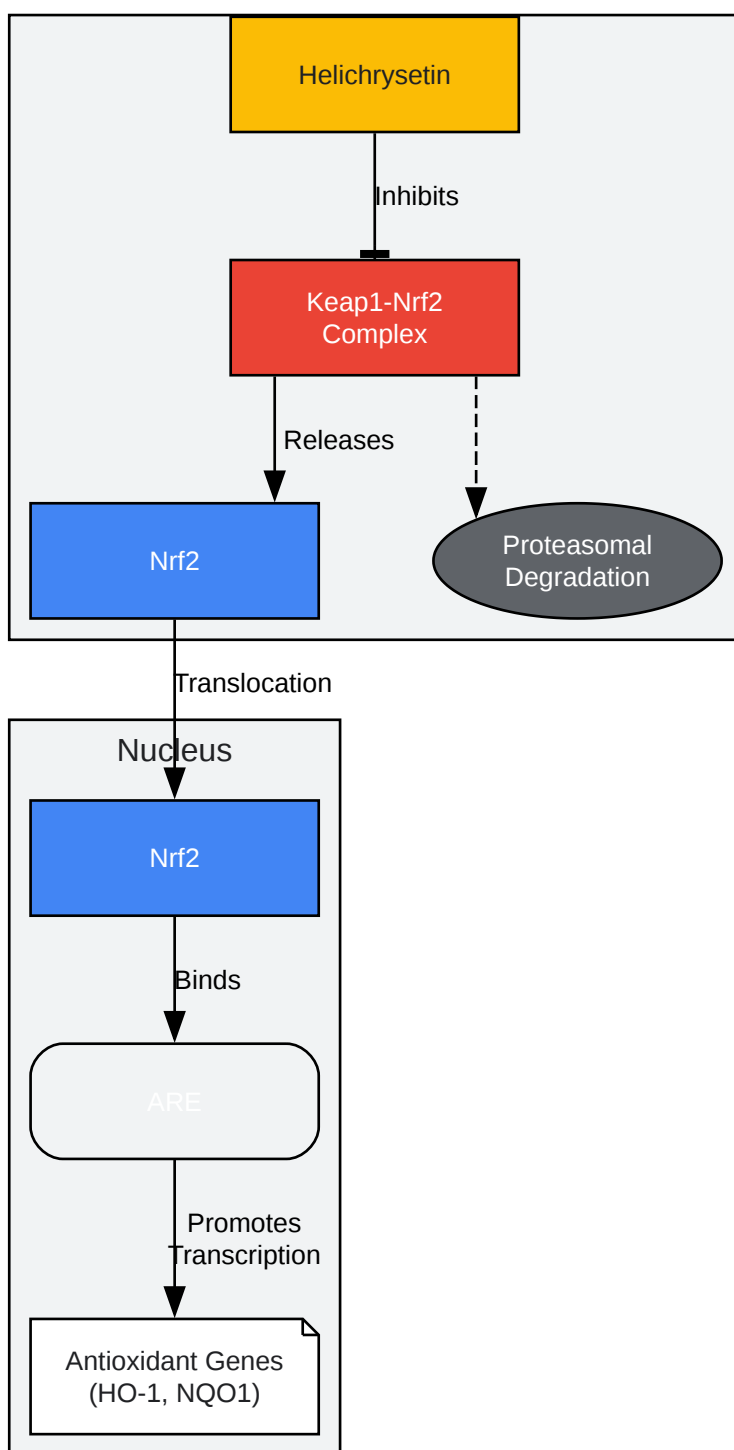 Helichrysetin
Inhibits
Keap1-Nrf2
Complex
Releases
Nrf2
Proteasomal
Degradation
Translocation
Nucleus
Nrf2
Binds
ARE
Promotes
Transcription
Antioxidant Genes
(HO-1, NQO1)